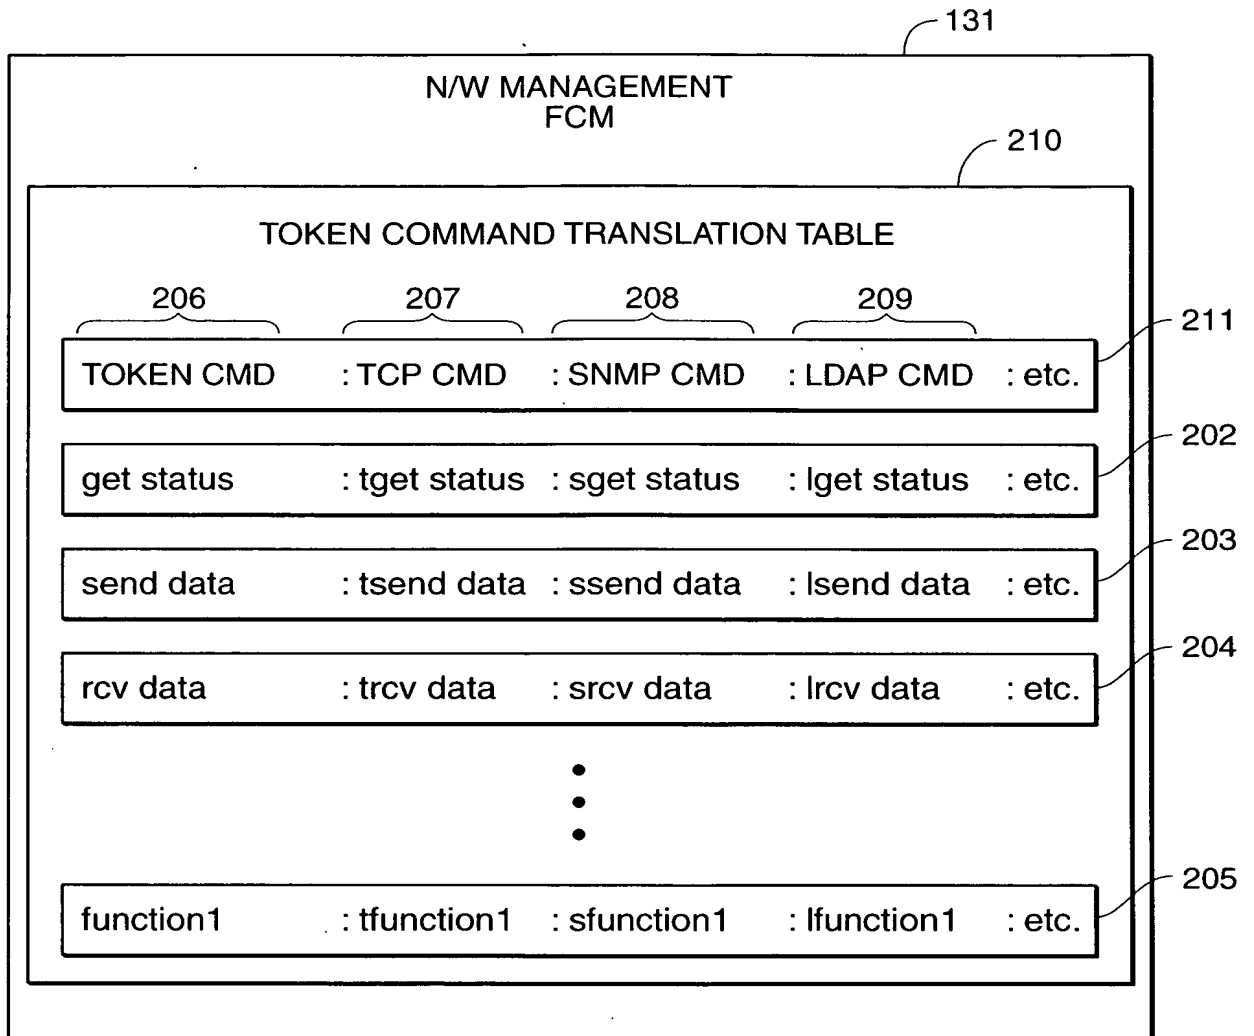 131
N/W MANAGEMENT
FCM
210
TOKEN COMMAND TRANSLATION TABLE
206 207 208 209
211
TOKEN CMD : TCP CMD : SNMP CMD : LDAP CMD : etc.
202
get status : tget status : sget status : lget status : etc.
203
send data : tsend data : ssend data : lsend data : etc.
204
rcv data : trcv data : srcv data : lrcv data : etc.
205
function1 : tfunction1 : sfunction1 : lfunction1 : etc.